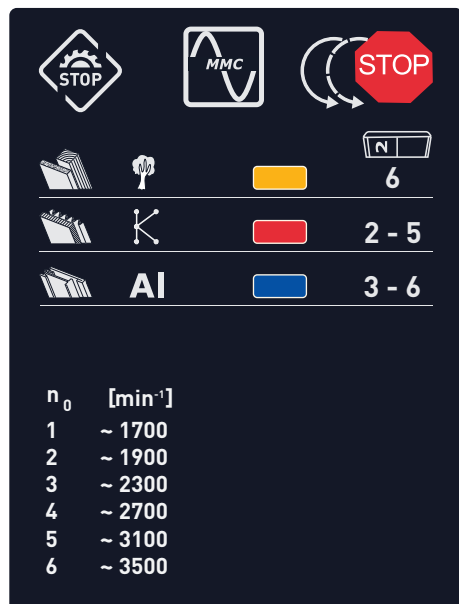 STOP
MMC
STOP
2
6
2 - 5
Al
3 - 6
n0 [min-1]
1 ~ 1700
2 ~ 1900
3 ~ 2300
4 ~ 2700
5 ~ 3100
6 ~ 3500